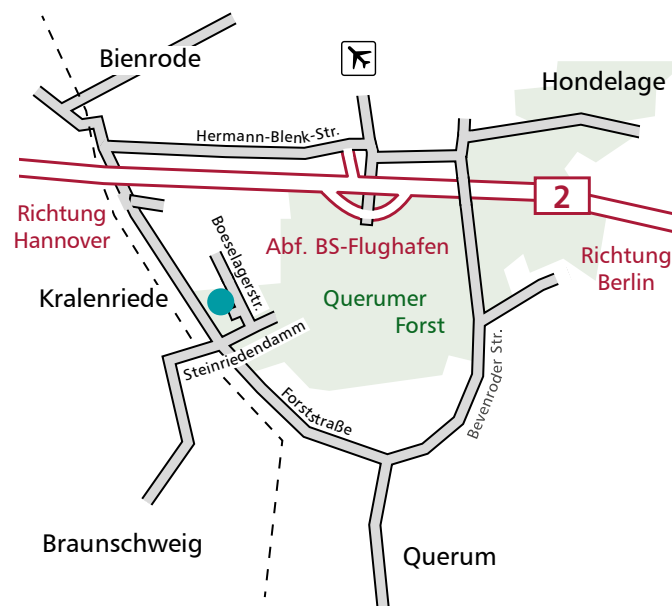 Bienrode
Hondelage
Hermann-Blenk-Str.
2
Richtung
Hannover
Boeselagerstr.
Abf. BS-Flughafen
Richtung
Berlin
Kralenriede
Querumer
Forst
Steinriedendamm
Bevenroder Str.
Forststraße
Braunschweig
Querum